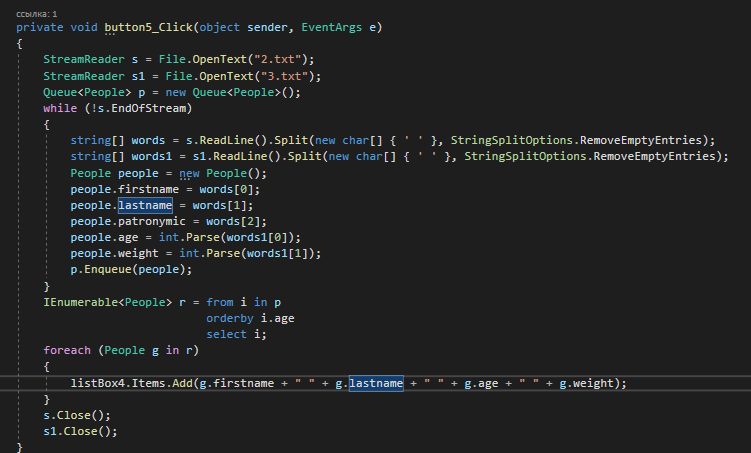 ссылка: 1
private void button5_Click(object sender, EventArgs e)
{
StreamReader s = File.OpenText("2.txt");
StreamReader s1 = File.OpenText("3.txt");
Queue<People> p = new Queue<People>();
while (!s.EndOfStream)
{
string[] words = s.ReadLine().Split(new char[] { ' ' }, StringSplitOptions.RemoveEmptyEntries);
string[] words1 = s1.ReadLine().Split(new char[] { ' ' }, StringSplitOptions.RemoveEmptyEntries);
People people = new People();
people.firstname = words[0];
people.lastname = words[1];
people.patronymic = words[2];
people.age = int.Parse(words1[0]);
people.weight = int.Parse(words1[1]);
p.Enqueue(people);
}
IEnumerable<People> r = from i in p
orderby i.age
select i;
foreach (People g in r)
{
listBox4.Items.Add(g.firstname + " " + g.lastname + " " + g.age + " " + g.weight);
}
s.Close();
s1.Close();
}